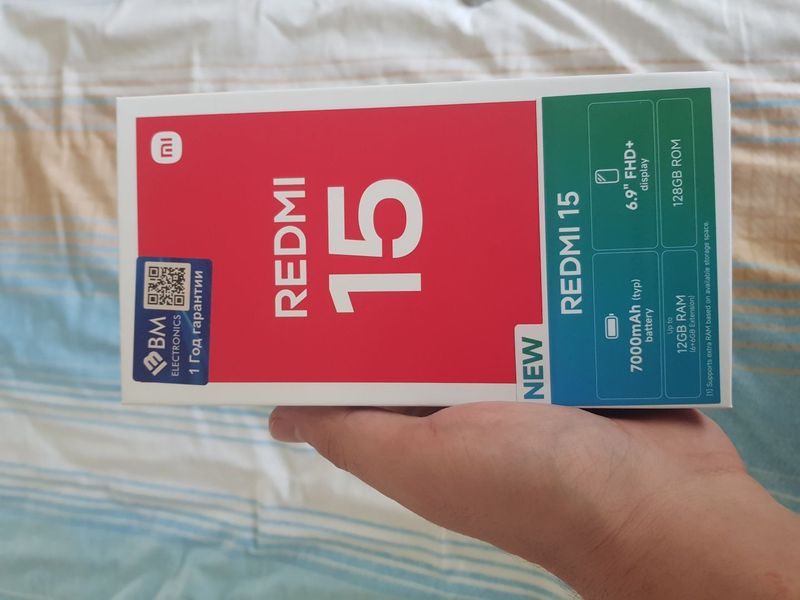 mi
REDMI
15
BM
ELECTRONICS
1 Год гарантии
NEW
REDMI 15
7000mAh (typ)
battery
6.9" FHD+
display
Up to
12GB RAM
(6+6GB Extension)
128GB ROM
[1] Supports extra RAM based on available storage space.